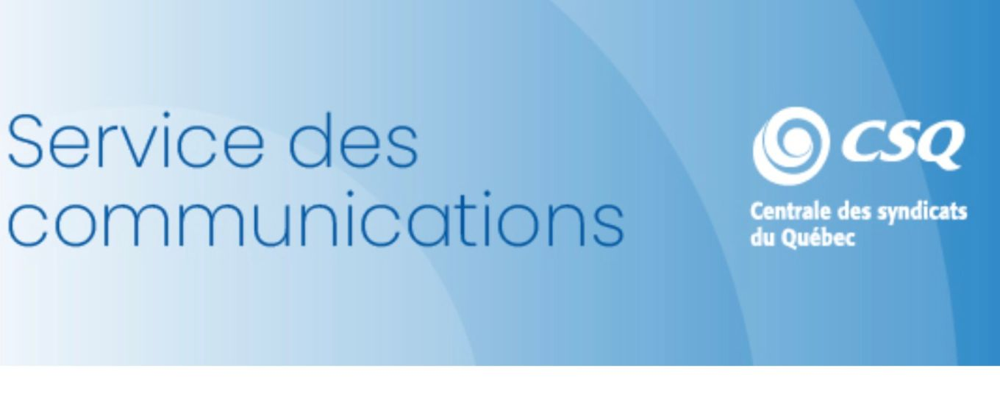 Service des
communications
CSQ
Centrale des syndicats
du Québec